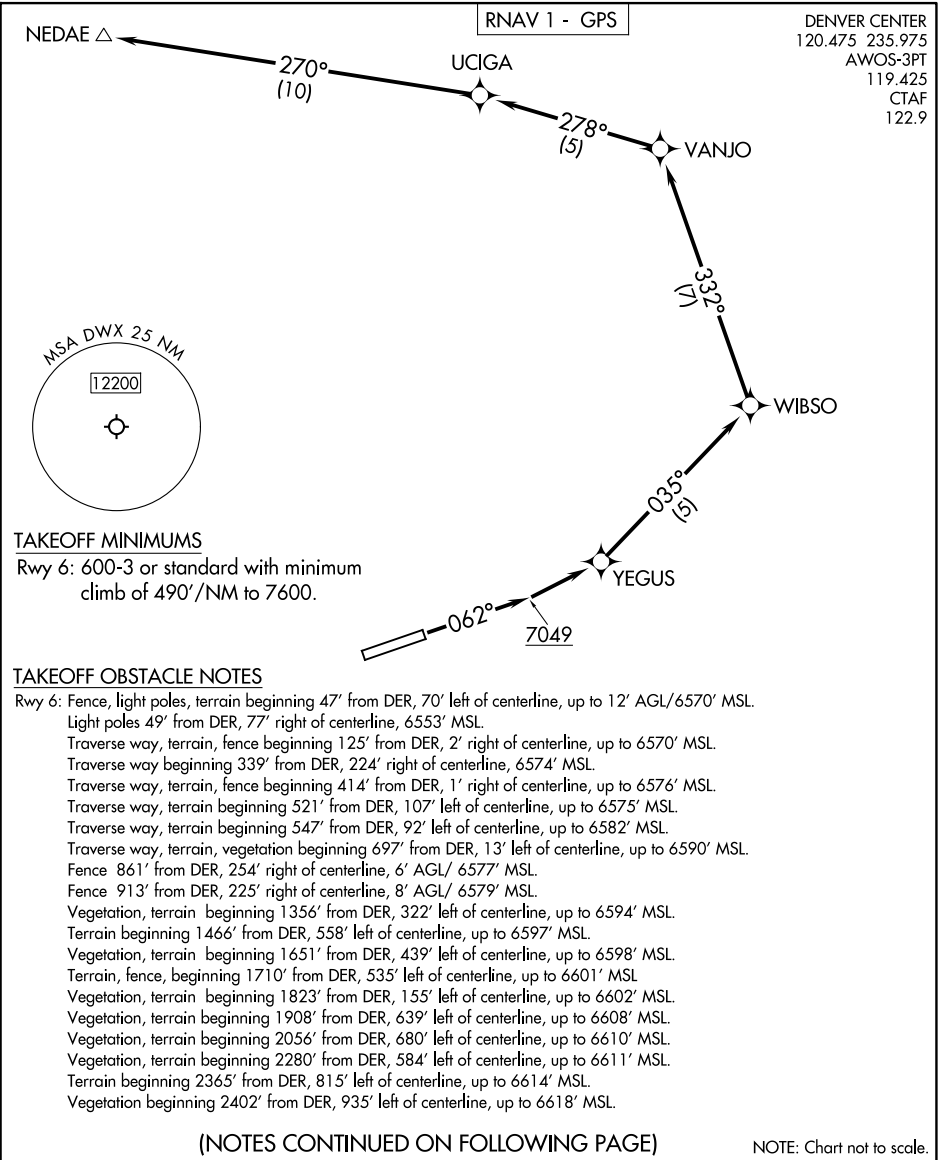 RNAV 1 - GPS
DENVER CENTER
120.475 235.975
AWOS-3PT
119.425
CTAF
122.9
NEDAE
270°
(10)
UCIGA
278°
(5)
VANJO
332°
(7)
MSA DWX 25 NM
12200
WIBSO
035°
(5)
YEGUS
062°
7049
TAKEOFF MINIMUMS
Rwy 6: 600-3 or standard with minimum
climb of 490'/NM to 7600.
TAKEOFF OBSTACLE NOTES
Rwy 6: Fence, light poles, terrain beginning 47' from DER, 70' left of centerline, up to 12' AGL/6570' MSL.
Light poles 49' from DER, 77' right of centerline, 6553' MSL.
Traverse way, terrain, fence beginning 125' from DER, 2' right of centerline, up to 6570' MSL.
Traverse way beginning 339' from DER, 224' right of centerline, 6574' MSL.
Traverse way, terrain, fence beginning 414' from DER, 1' right of centerline, up to 6576' MSL.
Traverse way, terrain beginning 521' from DER, 107' left of centerline, up to 6575' MSL.
Traverse way, terrain beginning 547' from DER, 92' left of centerline, up to 6582' MSL.
Traverse way, terrain, vegetation beginning 697' from DER, 13' left of centerline, up to 6590' MSL.
Fence 861' from DER, 254' right of centerline, 6' AGL/ 6577' MSL.
Fence 913' from DER, 225' right of centerline, 8' AGL/ 6579' MSL.
Vegetation, terrain beginning 1356' from DER, 322' left of centerline, up to 6594' MSL.
Terrain beginning 1466' from DER, 558' left of centerline, up to 6597' MSL.
Vegetation, terrain beginning 1651' from DER, 439' left of centerline, up to 6598' MSL.
Terrain, fence, beginning 1710' from DER, 535' left of centerline, up to 6601' MSL
Vegetation, terrain beginning 1823' from DER, 155' left of centerline, up to 6602' MSL.
Vegetation, terrain beginning 1908' from DER, 639' left of centerline, up to 6608' MSL.
Vegetation, terrain beginning 2056' from DER, 680' left of centerline, up to 6610' MSL.
Vegetation, terrain beginning 2280' from DER, 584' left of centerline, up to 6611' MSL.
Terrain beginning 2365' from DER, 815' left of centerline, up to 6614' MSL.
Vegetation beginning 2402' from DER, 935' left of centerline, up to 6618' MSL.
(NOTES CONTINUED ON FOLLOWING PAGE)
NOTE: Chart not to scale.